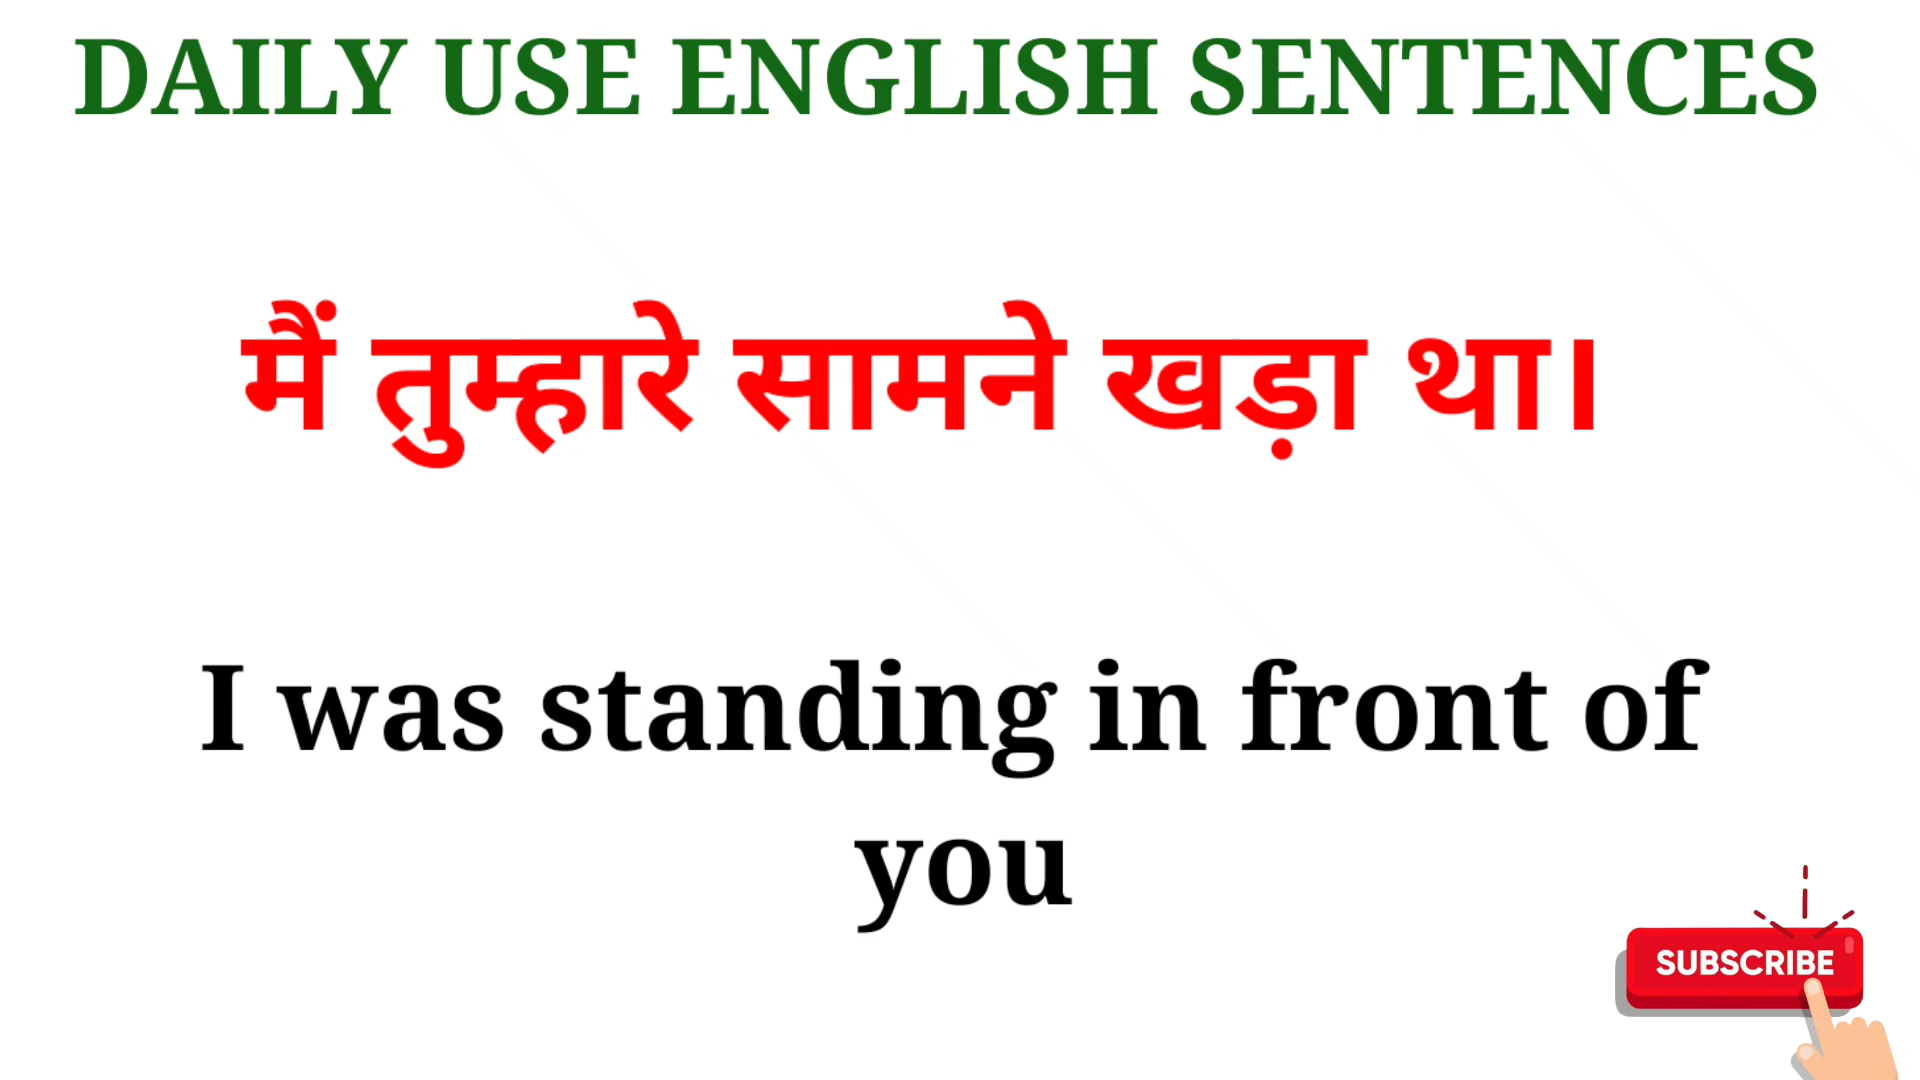 DAILY USE ENGLISH SENTENCES
मैं तुम्हारे सामने खड़ा था।
I was standing in front of
you
SUBSCRIBE